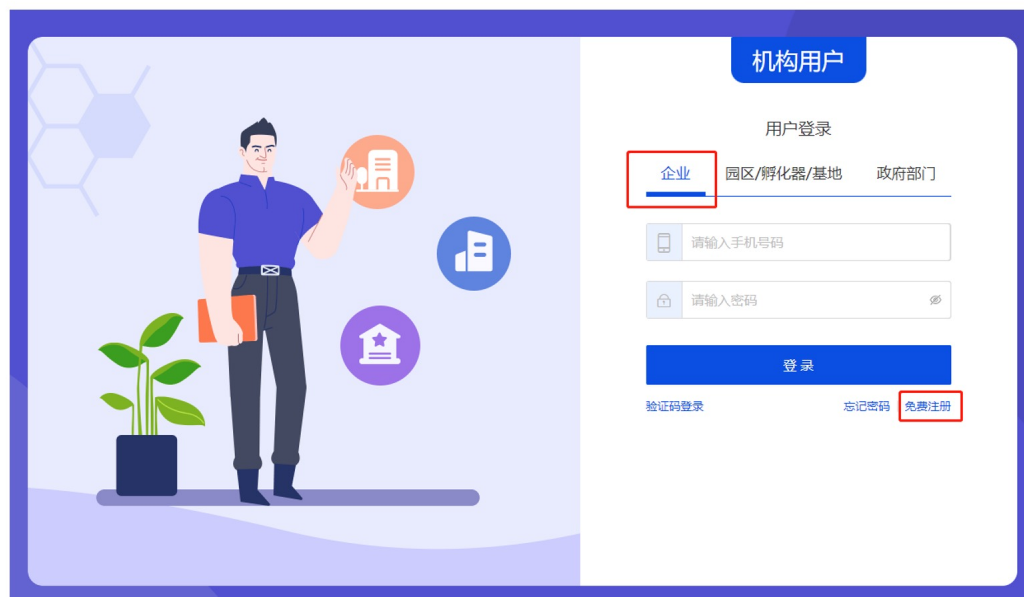 机构用户
用户登录
企业 园区/孵化器/基地 政府部门
请输入手机号码
请输入密码
登录
验证码登录 忘记密码 免费注册